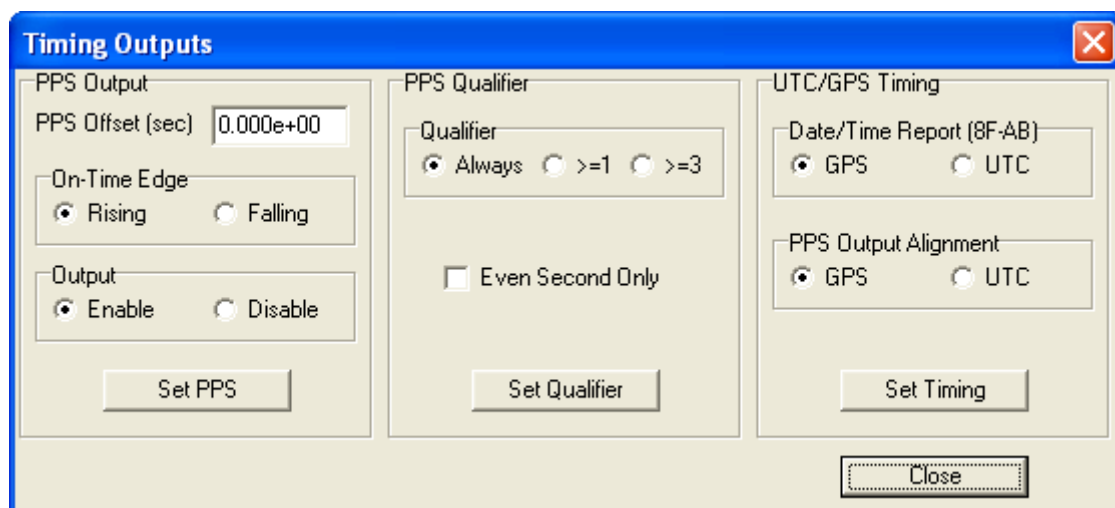 Timing Outputs
PPS Output
PPS Offset (sec) 0.000e+00
On-Time Edge
Rising Falling
Output
Enable Disable
Set PPS
PPS Qualifier
Qualifier
Always >=1 >=3
Even Second Only
Set Qualifier
UTC/GPS Timing
Date/Time Report (8F-AB)
GPS UTC
PPS Output Alignment
GPS UTC
Set Timing
Close